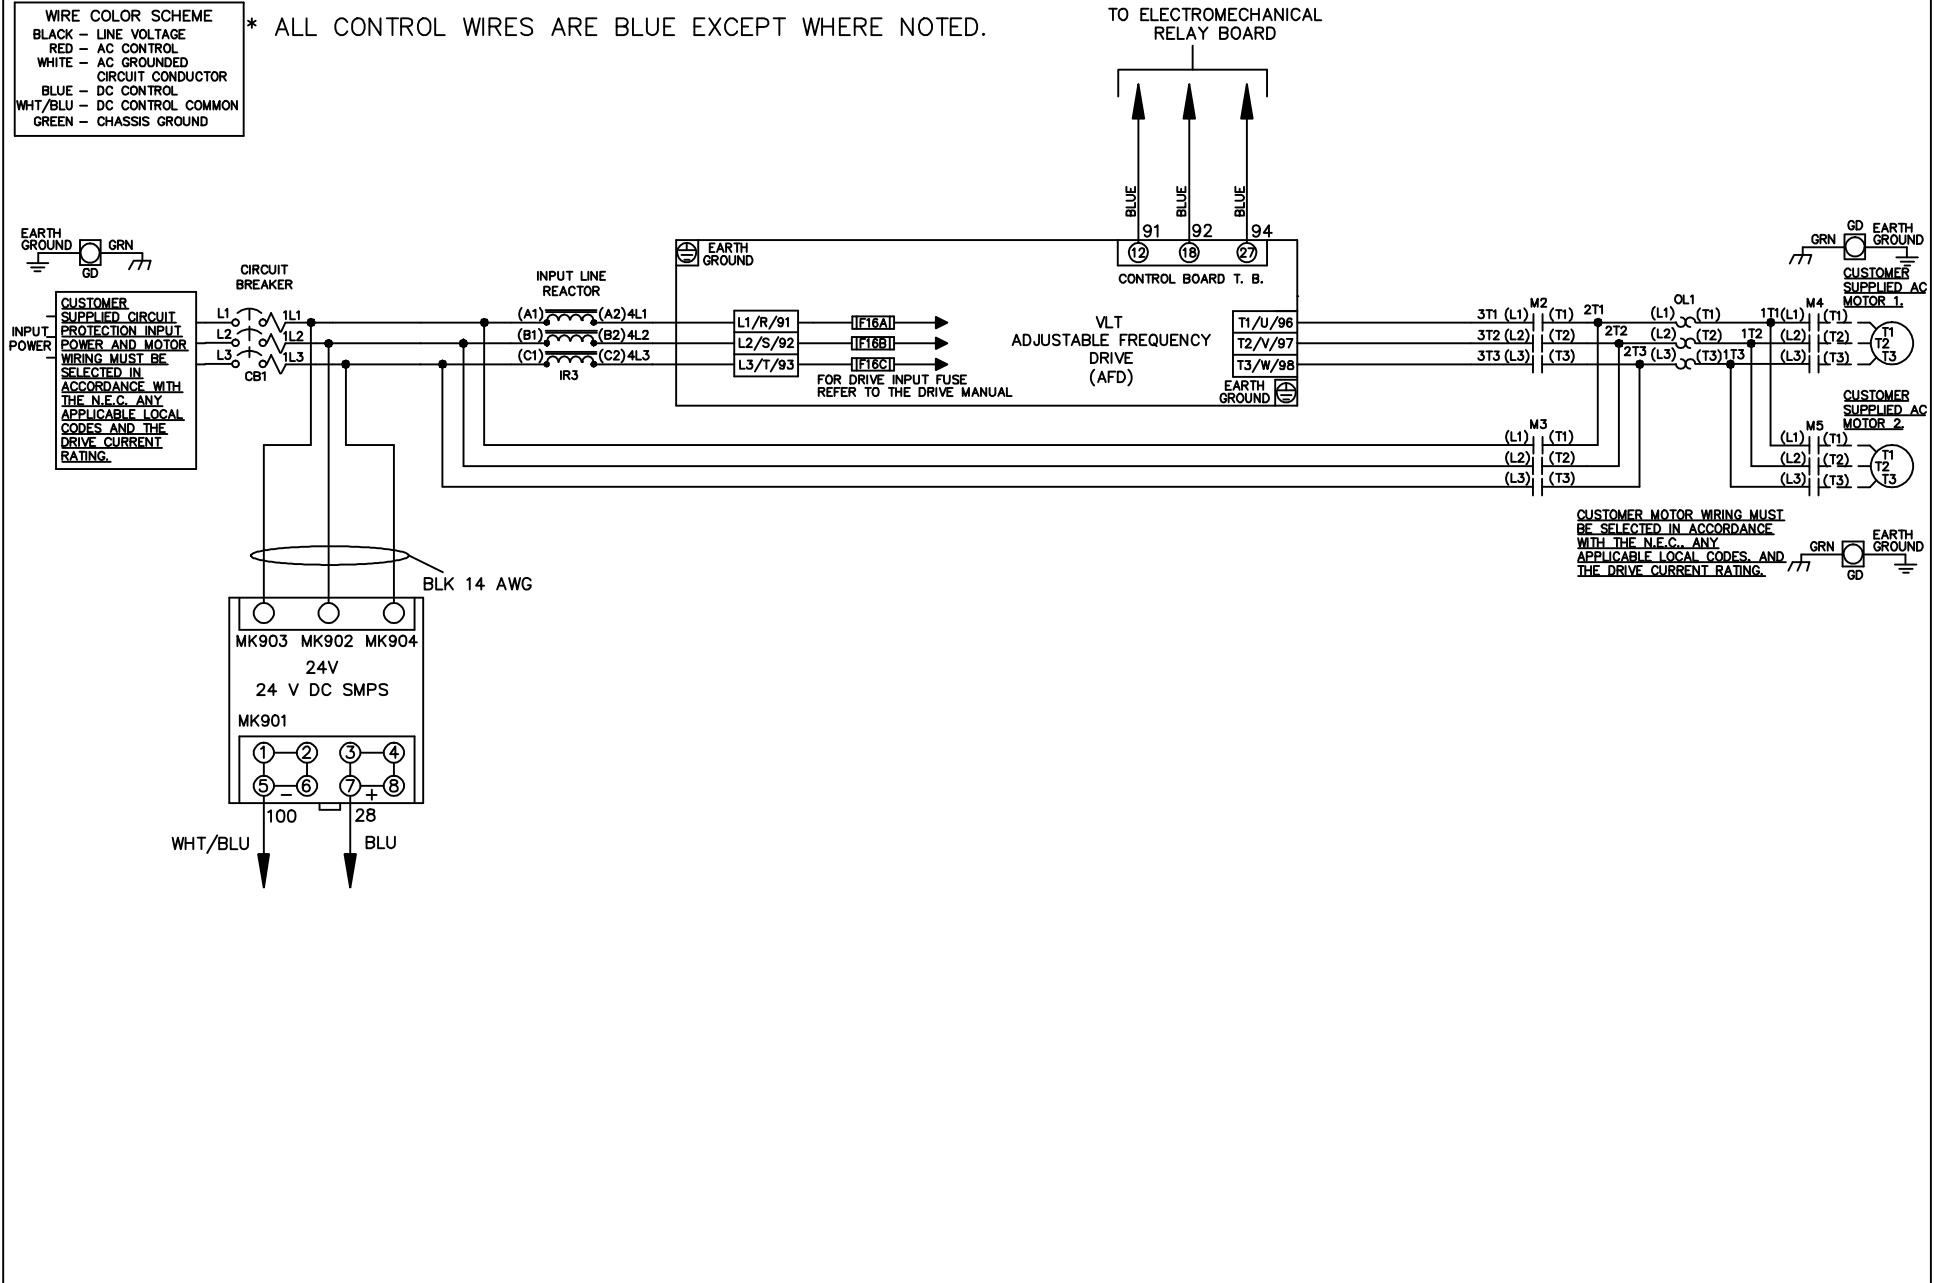 WIRE COLOR SCHEME
BLACK – LINE VOLTAGE
RED – AC CONTROL
WHITE – AC GROUNDED
CIRCUIT CONDUCTOR
BLUE – DC CONTROL
WHT/BLU – DC CONTROL COMMON
GREEN – CHASSIS GROUND
* ALL CONTROL WIRES ARE BLUE EXCEPT WHERE NOTED.
TO ELECTROMECHANICAL
RELAY BOARD
BLUE
BLUE
BLUE
91 92 94
12 18 27
CONTROL BOARD T. B.
EARTH
GROUND
GRN
GD
INPUT
POWER
CUSTOMER
SUPPLIED CIRCUIT
PROTECTION INPUT
POWER AND MOTOR
WIRING MUST BE
SELECTED IN
ACCORDANCE WITH
THE N.E.C. ANY
APPLICABLE LOCAL
CODES AND THE
DRIVE CURRENT
RATING.
CIRCUIT
BREAKER
L1 1L1
L2 1L2
L3 1L3
CB1
INPUT LINE
REACTOR
(A1) (A2) 4L1
(B1) (B2) 4L2
(C1) (C2) 4L3
IR3
EARTH
GROUND
L1/R/91
L2/S/92
L3/T/93
F16A
F16B
F16C
FOR DRIVE INPUT FUSE
REFER TO THE DRIVE MANUAL
VLT
ADJUSTABLE FREQUENCY
DRIVE
(AFD)
T1/U/96
T2/V/97
T3/W/98
EARTH
GROUND
M2
3T1 (L1) (T1) 2T1
3T2 (L2) (T2) 2T2
3T3 (L3) (T3) 2T3
OL1
(L1) (T1) 1T1
(L2) (T2) 1T2
(L3) (T3) 1T3
M4
(L1) (T1)
(L2) (T2)
(L3) (T3)
T1
T2
T3
GRN
GD
EARTH
GROUND
CUSTOMER
SUPPLIED AC
MOTOR 1.
M3
(L1) (T1)
(L2) (T2)
(L3) (T3)
M5
(L1) (T1)
(L2) (T2)
(L3) (T3)
T1
T2
T3
CUSTOMER
SUPPLIED AC
MOTOR 2.
CUSTOMER MOTOR WIRING MUST
BE SELECTED IN ACCORDANCE
WITH THE N.E.C., ANY
APPLICABLE LOCAL CODES, AND
THE DRIVE CURRENT RATING.
GRN
GD
EARTH
GROUND
BLK 14 AWG
MK903 MK902 MK904
24V
24 V DC SMPS
MK901
1 2 3 4
5 – 6 7 + 8
100 28
WHT/BLU BLU